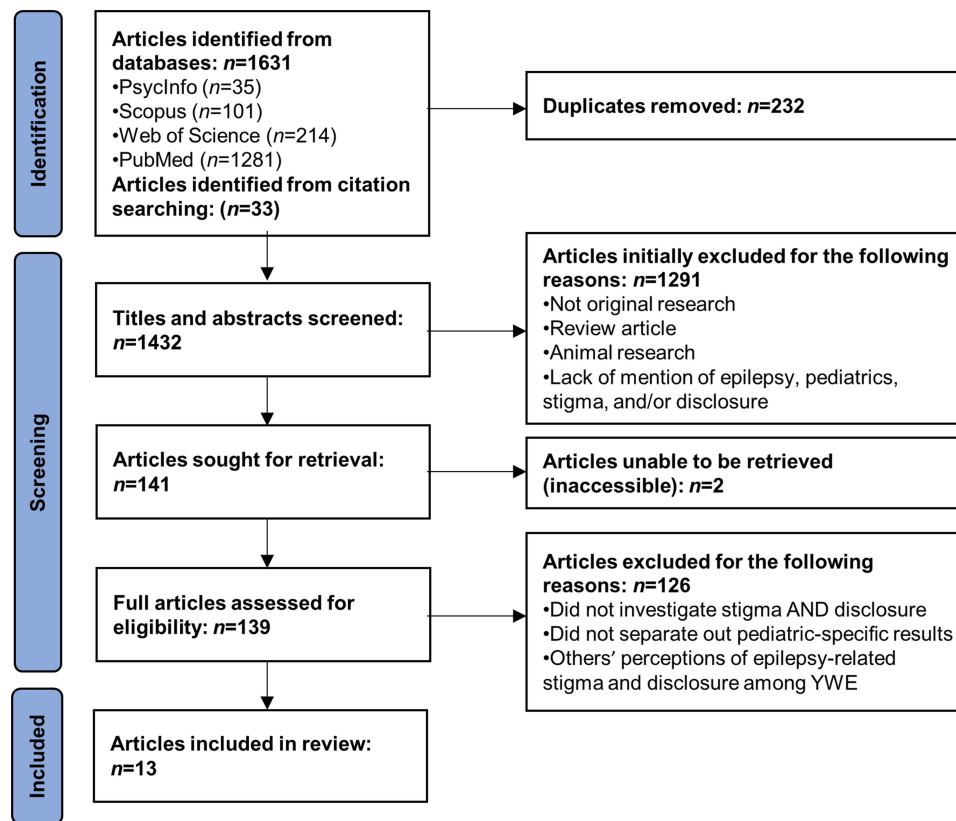 Identification
Articles identified from
databases: n=1631
•PsycInfo (n=35)
•Scopus (n=101)
•Web of Science (n=214)
•PubMed (n=1281)
Articles identified from citation
searching: (n=33)
Duplicates removed: n=232
Screening
Titles and abstracts screened:
n=1432
Articles initially excluded for the following
reasons: n=1291
•Not original research
•Review article
•Animal research
•Lack of mention of epilepsy, pediatrics,
stigma, and/or disclosure
Articles sought for retrieval:
n=141
Articles unable to be retrieved
(inaccessible): n=2
Full articles assessed for
eligibility: n=139
Articles excluded for the following
reasons: n=126
•Did not investigate stigma AND disclosure
•Did not separate out pediatric-specific results
•Others’ perceptions of epilepsy-related
stigma and disclosure among YWE
Included
Articles included in review:
n=13